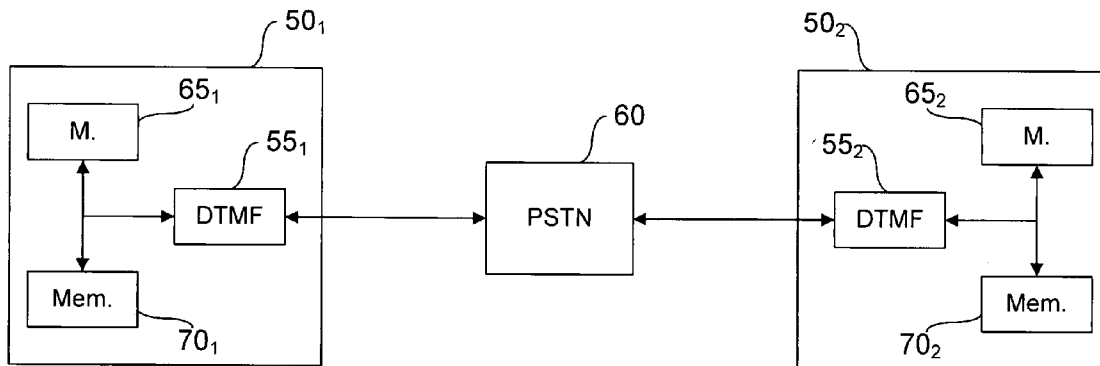 50₁
50₂
65₁
M.
55₁
DTMF
Mem.
70₁
60
PSTN
65₂
M.
55₂
DTMF
Mem.
70₂